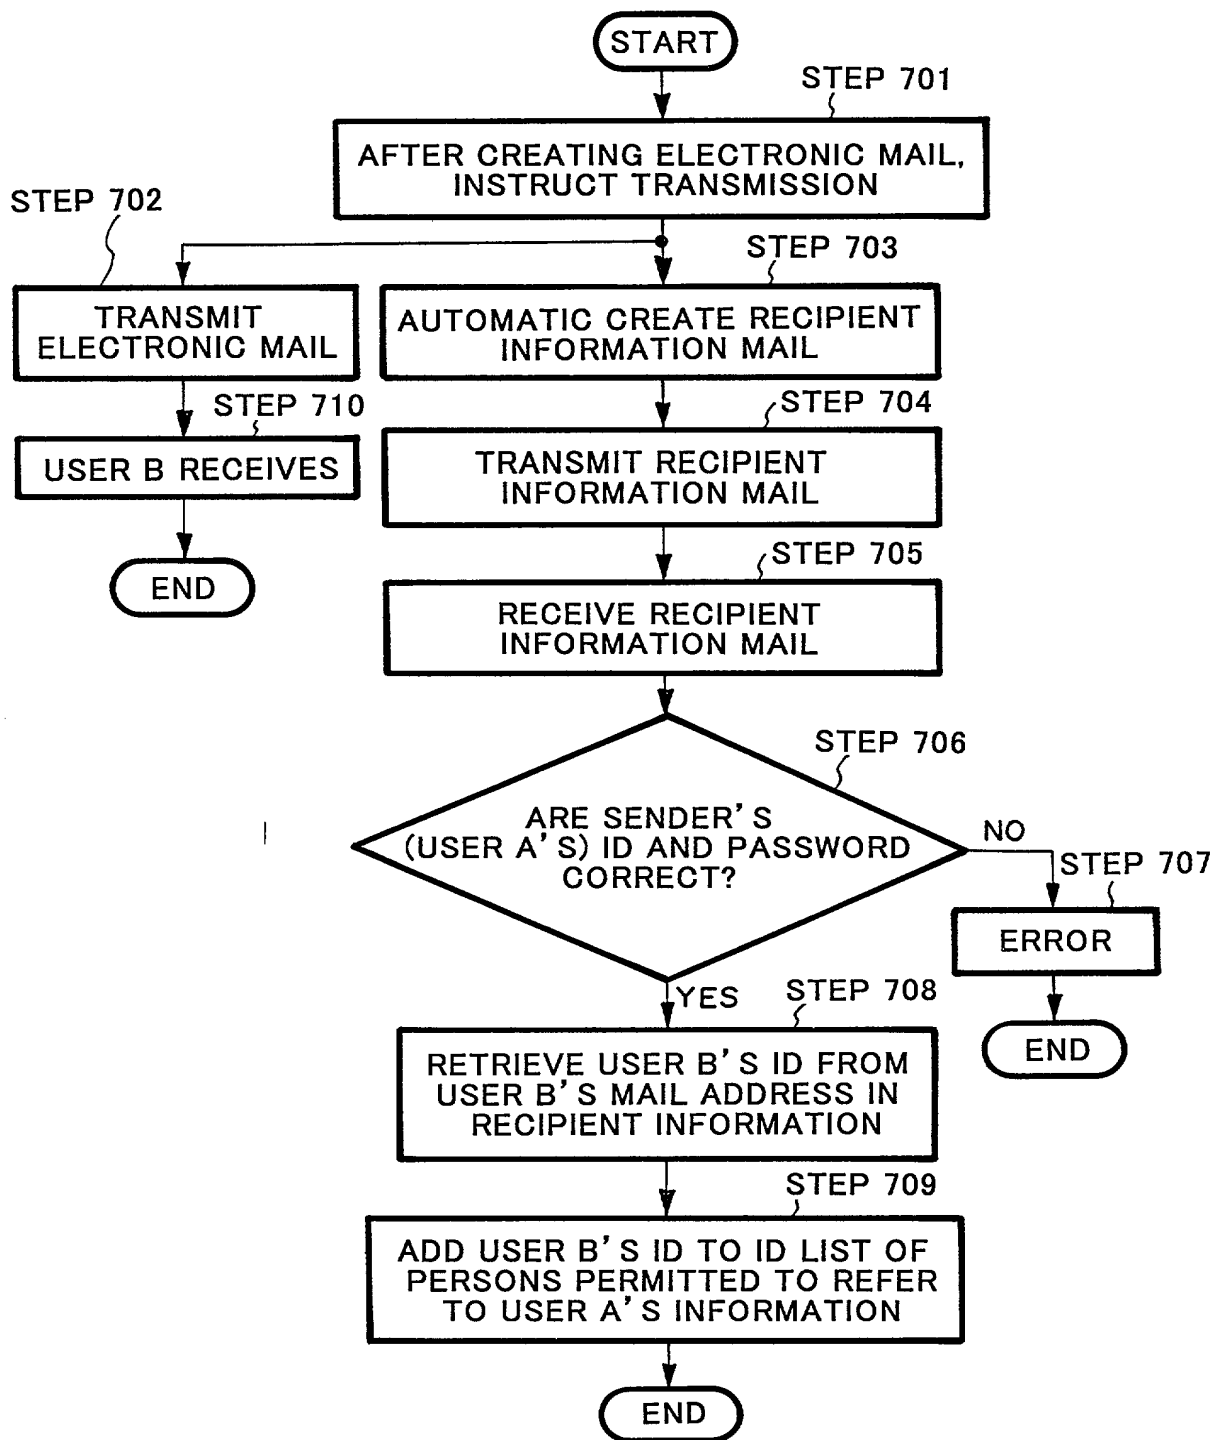 START
STEP 701
AFTER CREATING ELECTRONIC MAIL,
INSTRUCT TRANSMISSION
STEP 702
STEP 703
TRANSMIT
ELECTRONIC MAIL
AUTOMATIC CREATE RECIPIENT
INFORMATION MAIL
STEP 710
STEP 704
USER B RECEIVES
TRANSMIT RECIPIENT
INFORMATION MAIL
END
STEP 705
RECEIVE RECIPIENT
INFORMATION MAIL
STEP 706
ARE SENDER'S
(USER A'S) ID AND PASSWORD
CORRECT?
NO
STEP 707
ERROR
END
YES
STEP 708
RETRIEVE USER B'S ID FROM
USER B'S MAIL ADDRESS IN
RECIPIENT INFORMATION
STEP 709
ADD USER B'S ID TO ID LIST OF
PERSONS PERMITTED TO REFER
TO USER A'S INFORMATION
END